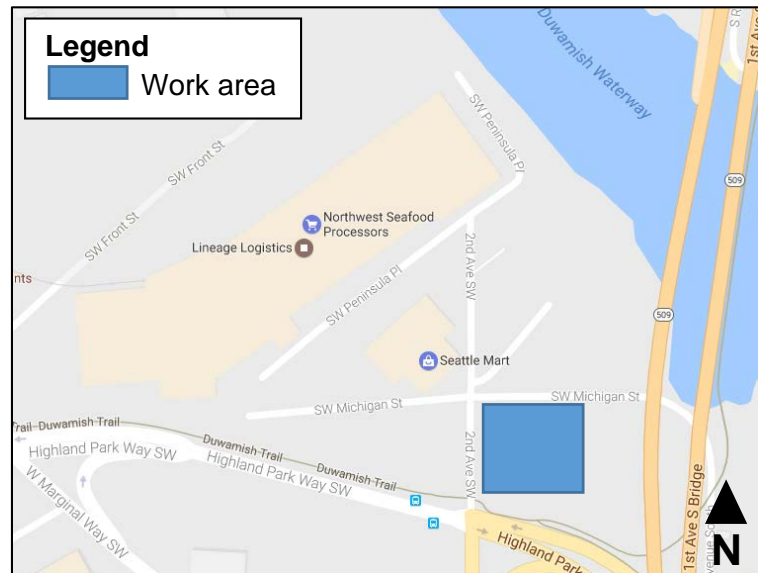 Legend
Work area
Duwamish
Waterway
1st Ave S
S R
SW Peninsula Pl
SW Front St
SW Front St
509
Northwest Seafood
Processors
Lineage Logistics
2nd Ave SW
nts
SW Peninsula Pl
509
Seattle Mart
SW Michigan St
SW Michigan St
Trail
Duwamish Trail
Duwamish Trail
Duwamish Trail
Highland Park Way SW
Highland Park Way SW
2nd Ave SW
W Marginal Way SW
1st Ave S Bridge
Highland Park
venue South
N